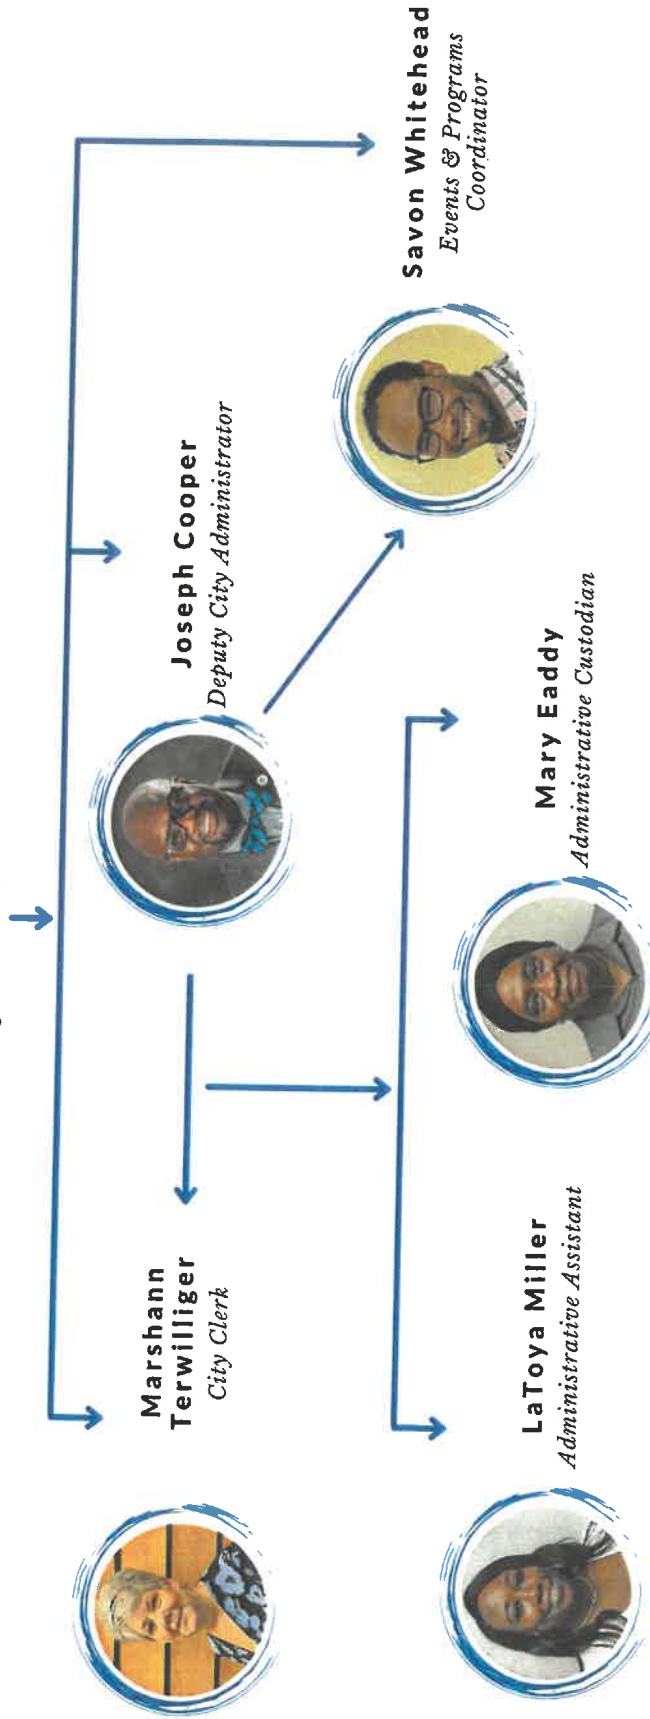 Marshann
Terwilliger
City Clerk
Joseph Cooper
Deputy City Administrator
Savon Whitehead
Events & Programs
Coordinator
LaToya Miller
Administrative Assistant
Mary Eaddy
Administrative Custodian